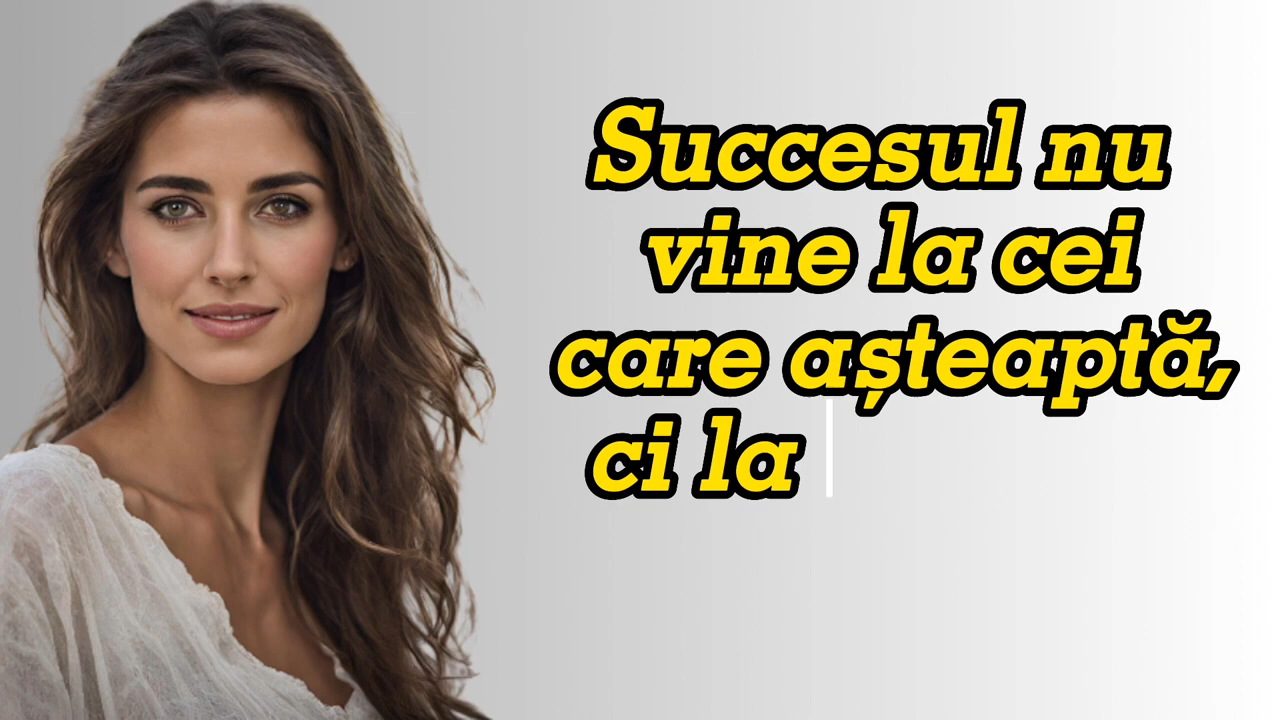 Succesul nu
vine la cei
care așteaptă,
ci la